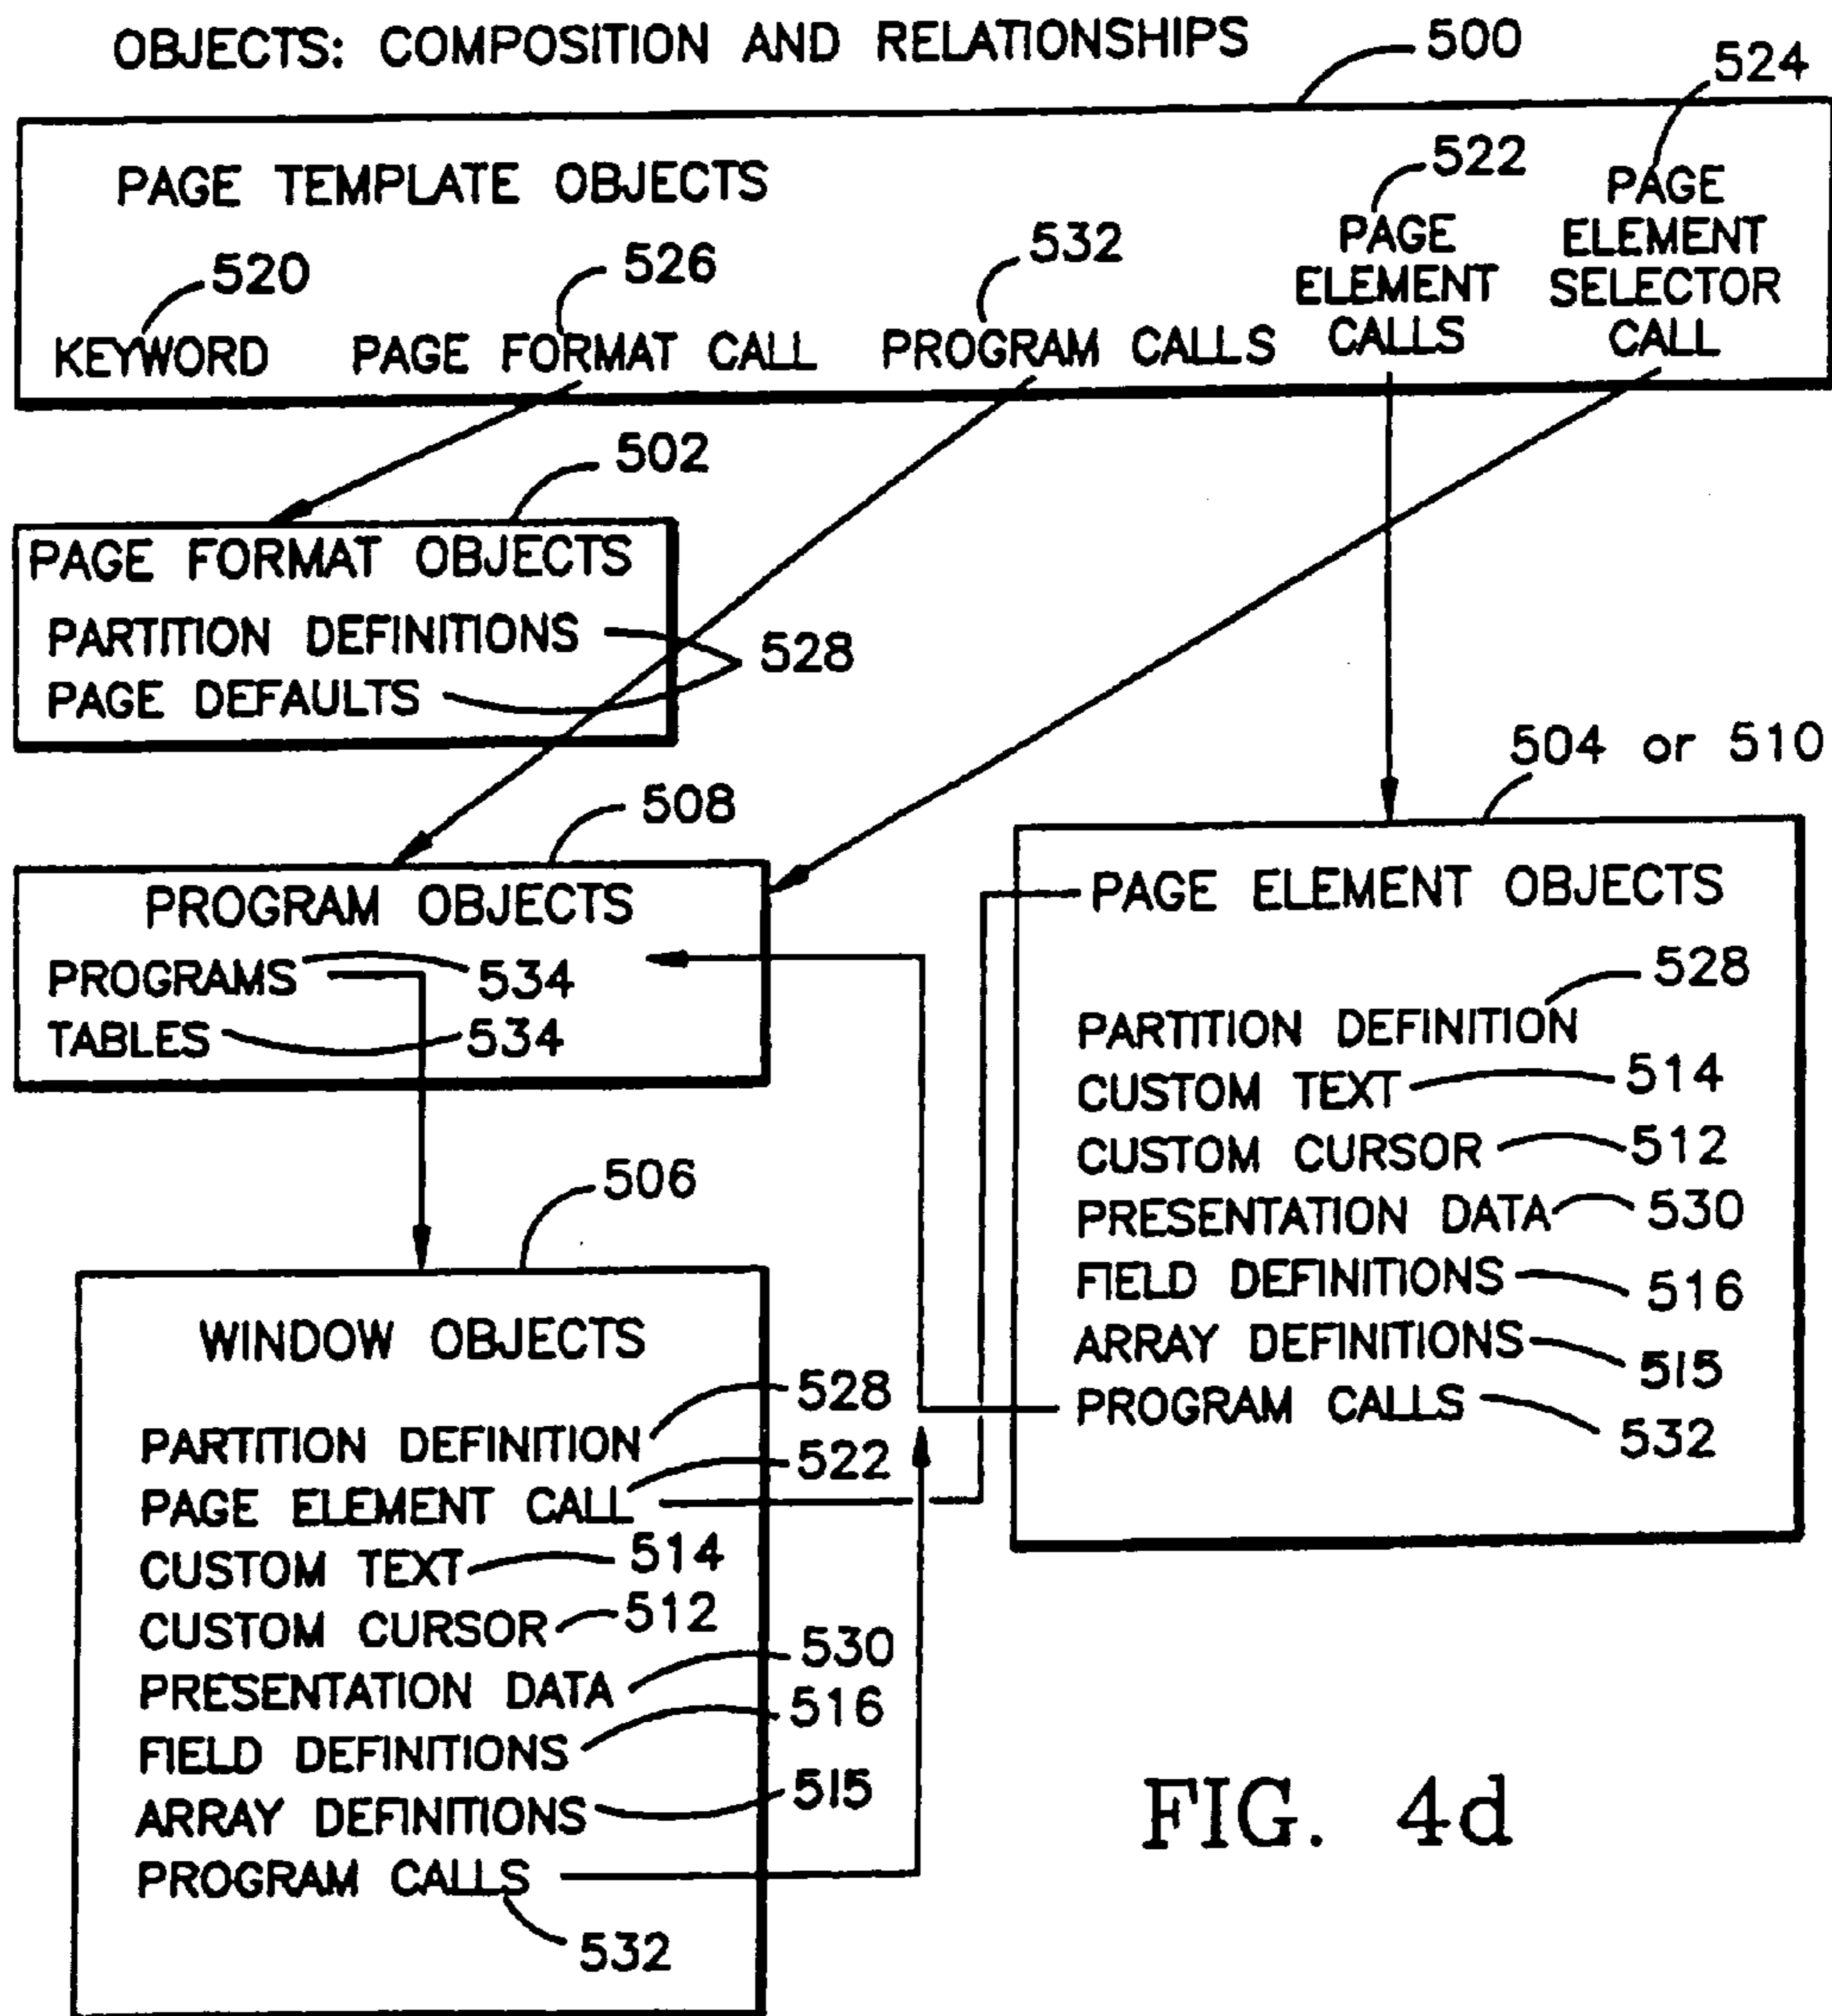 OBJECTS: COMPOSITION AND RELATIONSHIPS
500
524
PAGE TEMPLATE OBJECTS
522
PAGE
ELEMENT
SELECTOR
CALL
PAGE
ELEMENT
CALLS
532
526
520
KEYWORD
PAGE FORMAT CALL
PROGRAM CALLS
502
PAGE FORMAT OBJECTS
PARTITION DEFINITIONS
528
PAGE DEFAULTS
504 or 510
508
PROGRAM OBJECTS
PROGRAMS 534
TABLES 534
PAGE ELEMENT OBJECTS
528
PARTITION DEFINITION
CUSTOM TEXT 514
CUSTOM CURSOR 512
PRESENTATION DATA 530
FIELD DEFINITIONS 516
ARRAY DEFINITIONS 515
PROGRAM CALLS 532
506
WINDOW OBJECTS
528
PARTITION DEFINITION
522
PAGE ELEMENT CALL
CUSTOM TEXT 514
CUSTOM CURSOR 512
530
PRESENTATION DATA
516
FIELD DEFINITIONS
515
ARRAY DEFINITIONS
PROGRAM CALLS
532
FIG. 4d